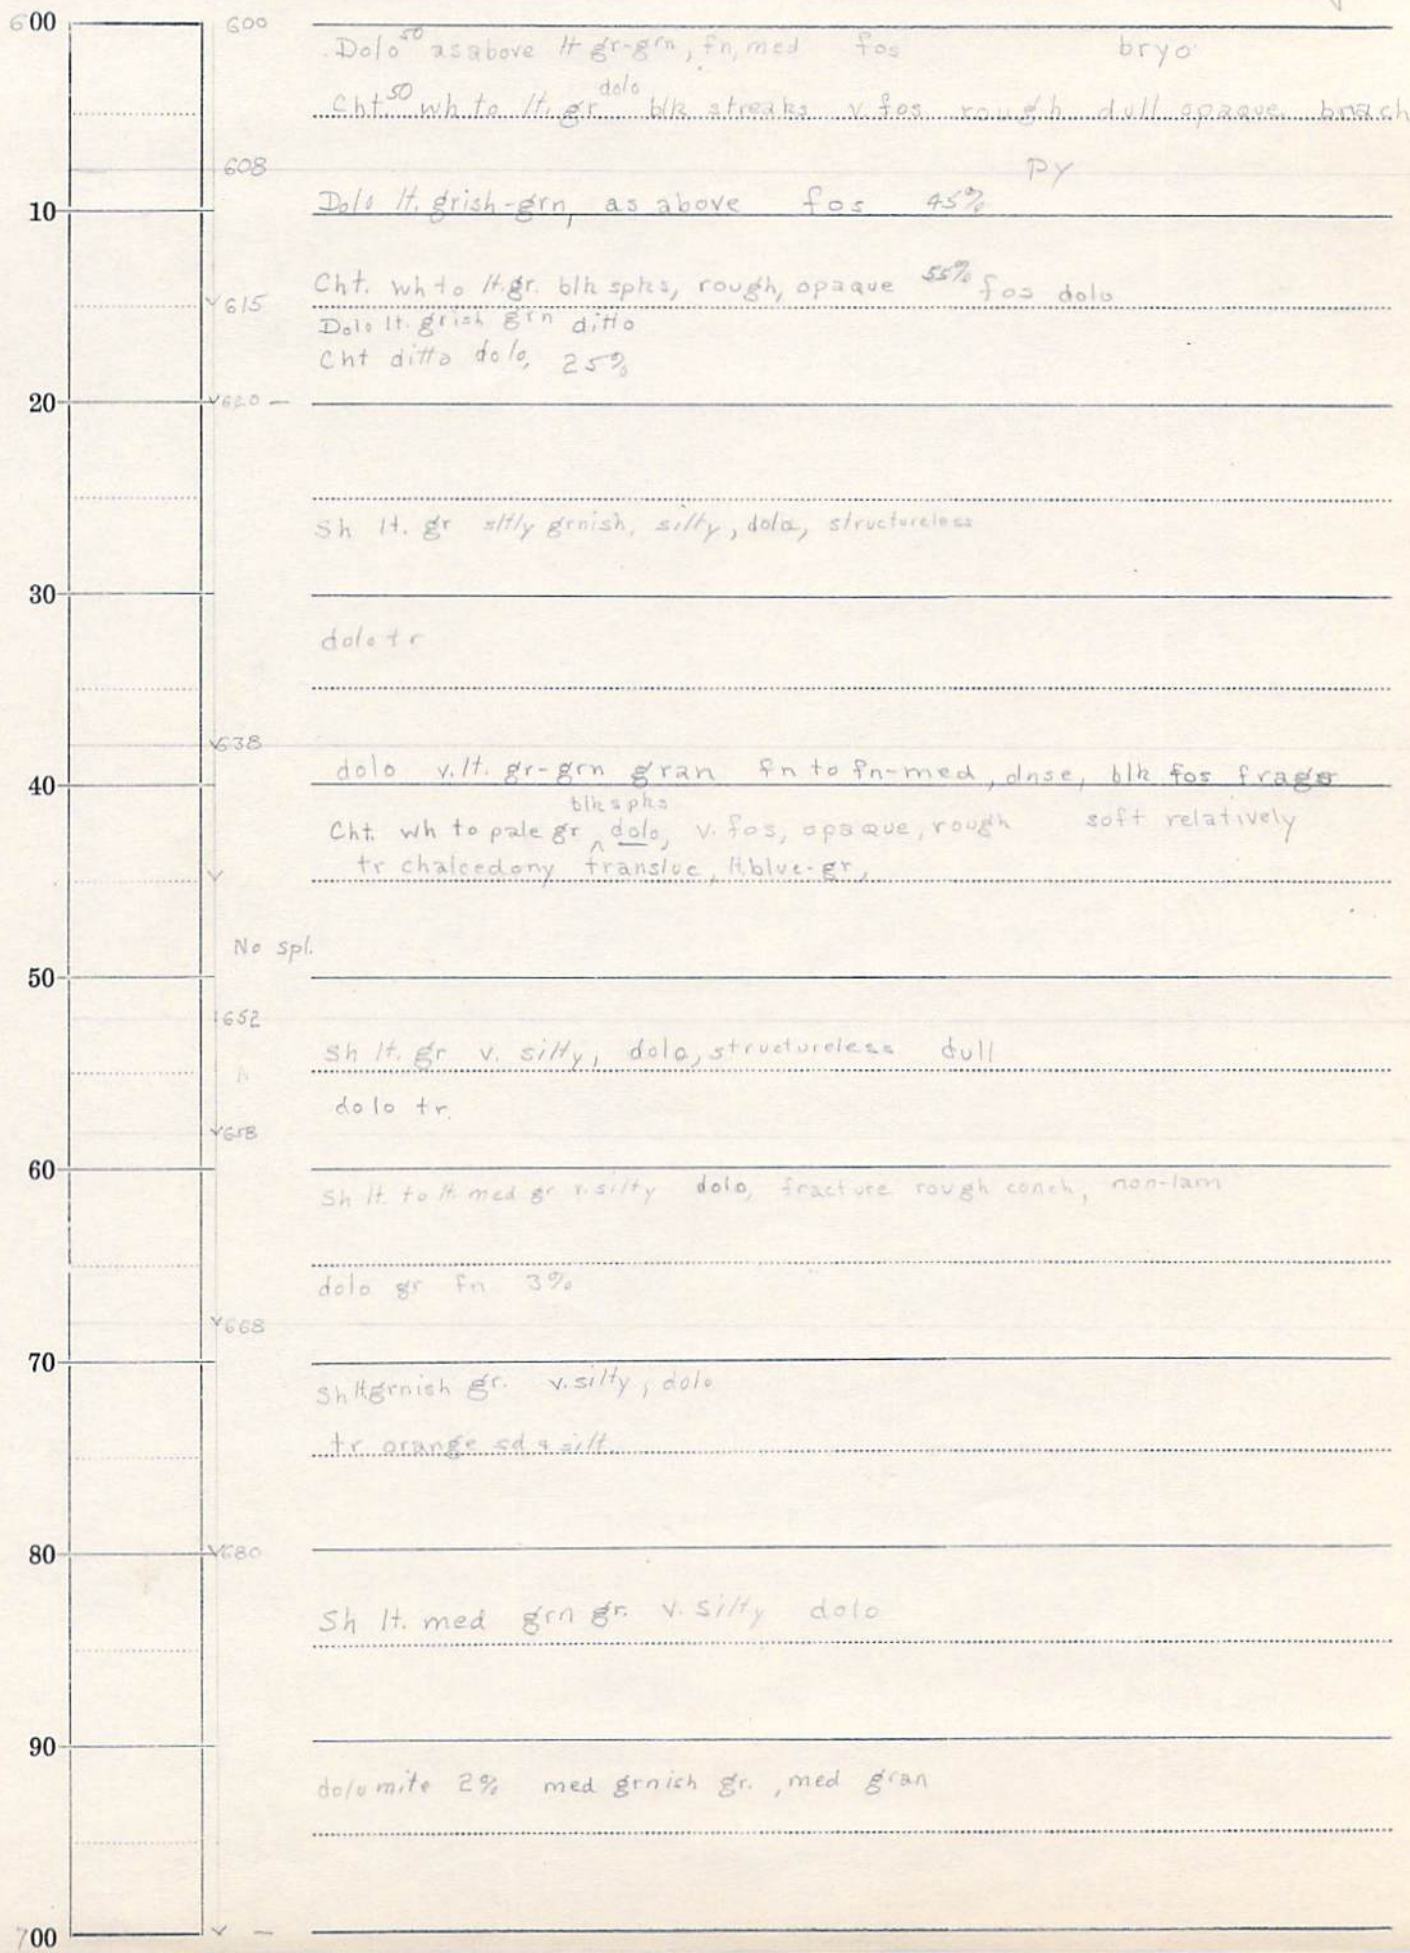 600 600
Dolo 50 as above lt gr-grn, fn, med fos bryo
dolo
Cht. 50 wh to lt. gr blk streaks v. fos rough dull opaque brach
608 py
10 Dolo lt. grish-grn, as above fos 45%
Cht. wh to lt. gr. blk spks, rough, opaque 55% fos dolo
615
Dolo lt. grish grn ditto
Cht ditto dolo, 25%
20 620 —
Sh lt. gr sltly grnish, silty, dolo, structureless
30
dolo tr
638
dolo v. lt. gr-grn gran fn to fn-med, dnse, blk fos frags
40
blk spks
Cht. wh to pale gr ^ dolo, v. fos, opaque, rough soft relatively
tr chalcedony transluc, lt blue-gr,
No spl.
50
652
Sh lt. gr v. silty, dolo, structureless dull
dolo tr.
658
60
Sh lt. to lt. med gr v. silty dolo, fracture rough conch, non-lam
dolo gr fn 3%
668
70
Sh lt grnish gr. v. silty, dolo
tr orange sd & silt
80 680
Sh lt. med grn gr. v. silty dolo
90
dolomite 2% med grnish gr., med gran
700 —